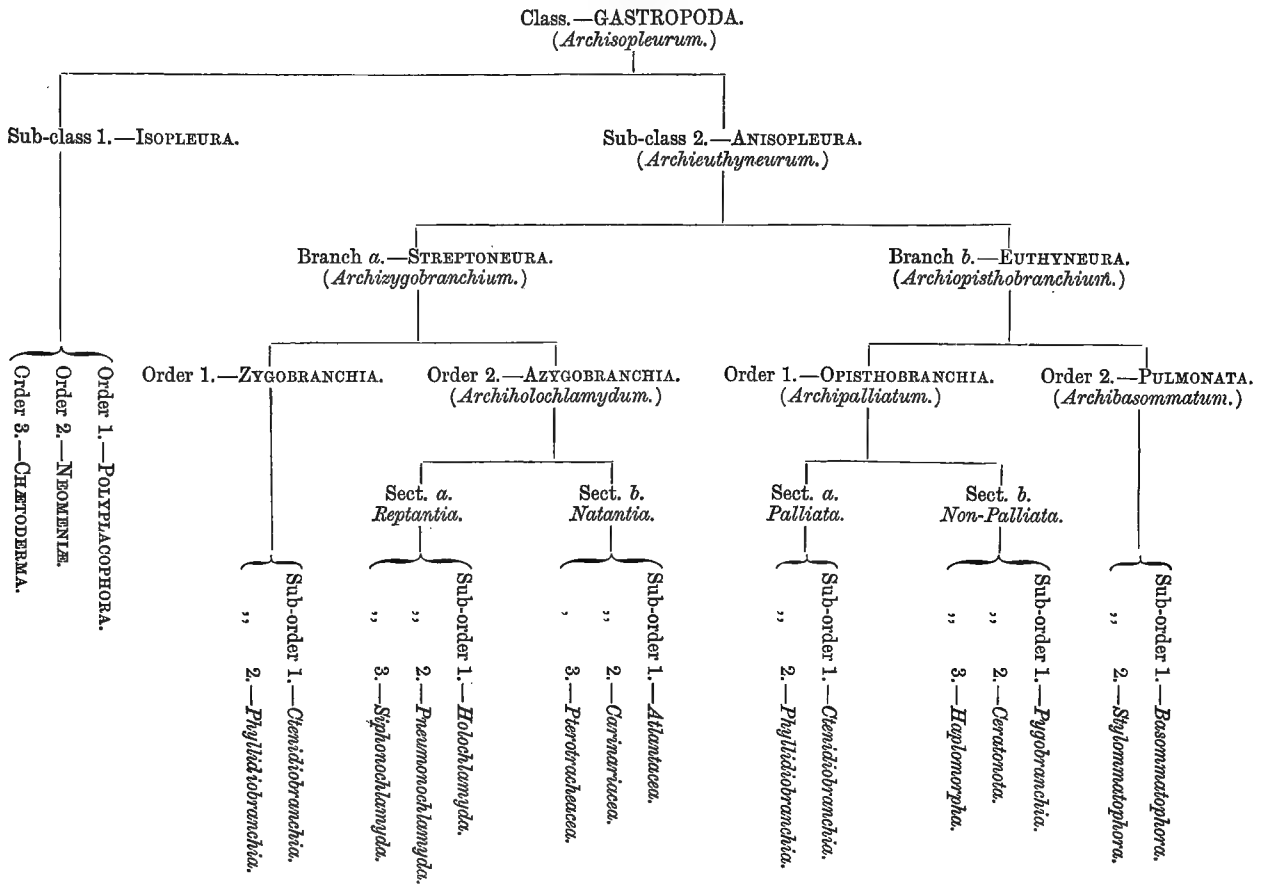 Class.—GASTROPODA.
(Archisopleurum.)
Sub-class 1.—ISOPLEURA.
Sub-class 2.—ANISOPLEURA.
(Archieuthyneurum.)
Branch a.—STREPTONEURA.
(Archizygobranchium.)
Branch b.—EUTHYNEURA.
(Archiopisthobranchium.)
Order 1.—POLYPLACOPHORA.
Order 2.—NEOMENIÆ.
Order 3.—CHÆTODERMA.
Order 1.—ZYGOBRANCHIA.
Order 2.—AZYGOBRANCHIA.
(Archiholochlamydum.)
Order 1.—OPISTHOBRANCHIA.
(Archipalliatum.)
Order 2.—PULMONATA.
(Archibasommatum.)
Sect. a.
Reptantia.
Sect. b.
Natantia.
Sect. a.
Palliata.
Sect. b.
Non-Palliata.
Sub-order 1.—Ctenidiobranchia.
,, 2.—Phyllidiobranchia.
Sub-order 1.—Holochlamyda.
,, 2.—Pneumonochlamyda.
,, 3.—Siphonochlamyda.
Sub-order 1.—Atlantacea.
,, 2.—Carinariacea.
, 3.—Pterotracheacea.
Sub-order 1.—Ctenidiobranchia.
,, 2.—Phyllidiobranchia.
Sub-order 1.—Pygobranchia.
,, 2.—Ceratonota.
,, 3.—Haplomorpha.
Sub-order 1.—Basommatophora.
,, 2.—Stylommatophora.